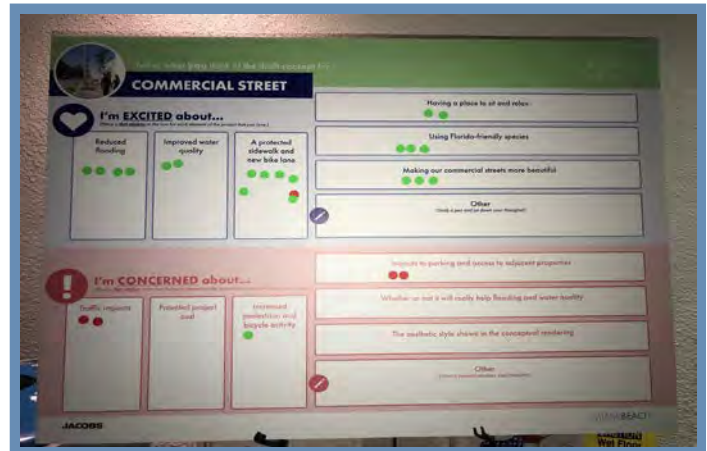 Tell us what you think of the draft concept for a
COMMERCIAL STREET
I'm EXCITED about...
Reduced
flooding
Improved water
quality
A protected
sidewalk and
new bike lane
Having a place to sit and relax
Using Florida-friendly species
Making our commercial streets more beautiful
Other
I'm CONCERNED about...
Traffic impacts
Potential project
cost
Increased
pedestrian and
bicycle activity
Impacts to parking and access to adjacent properties
Whether or not it will really help flooding and water quality
The aesthetic style shown in the conceptual rendering
Other
JACOBS
MIAMIBEACH
Wet Floor